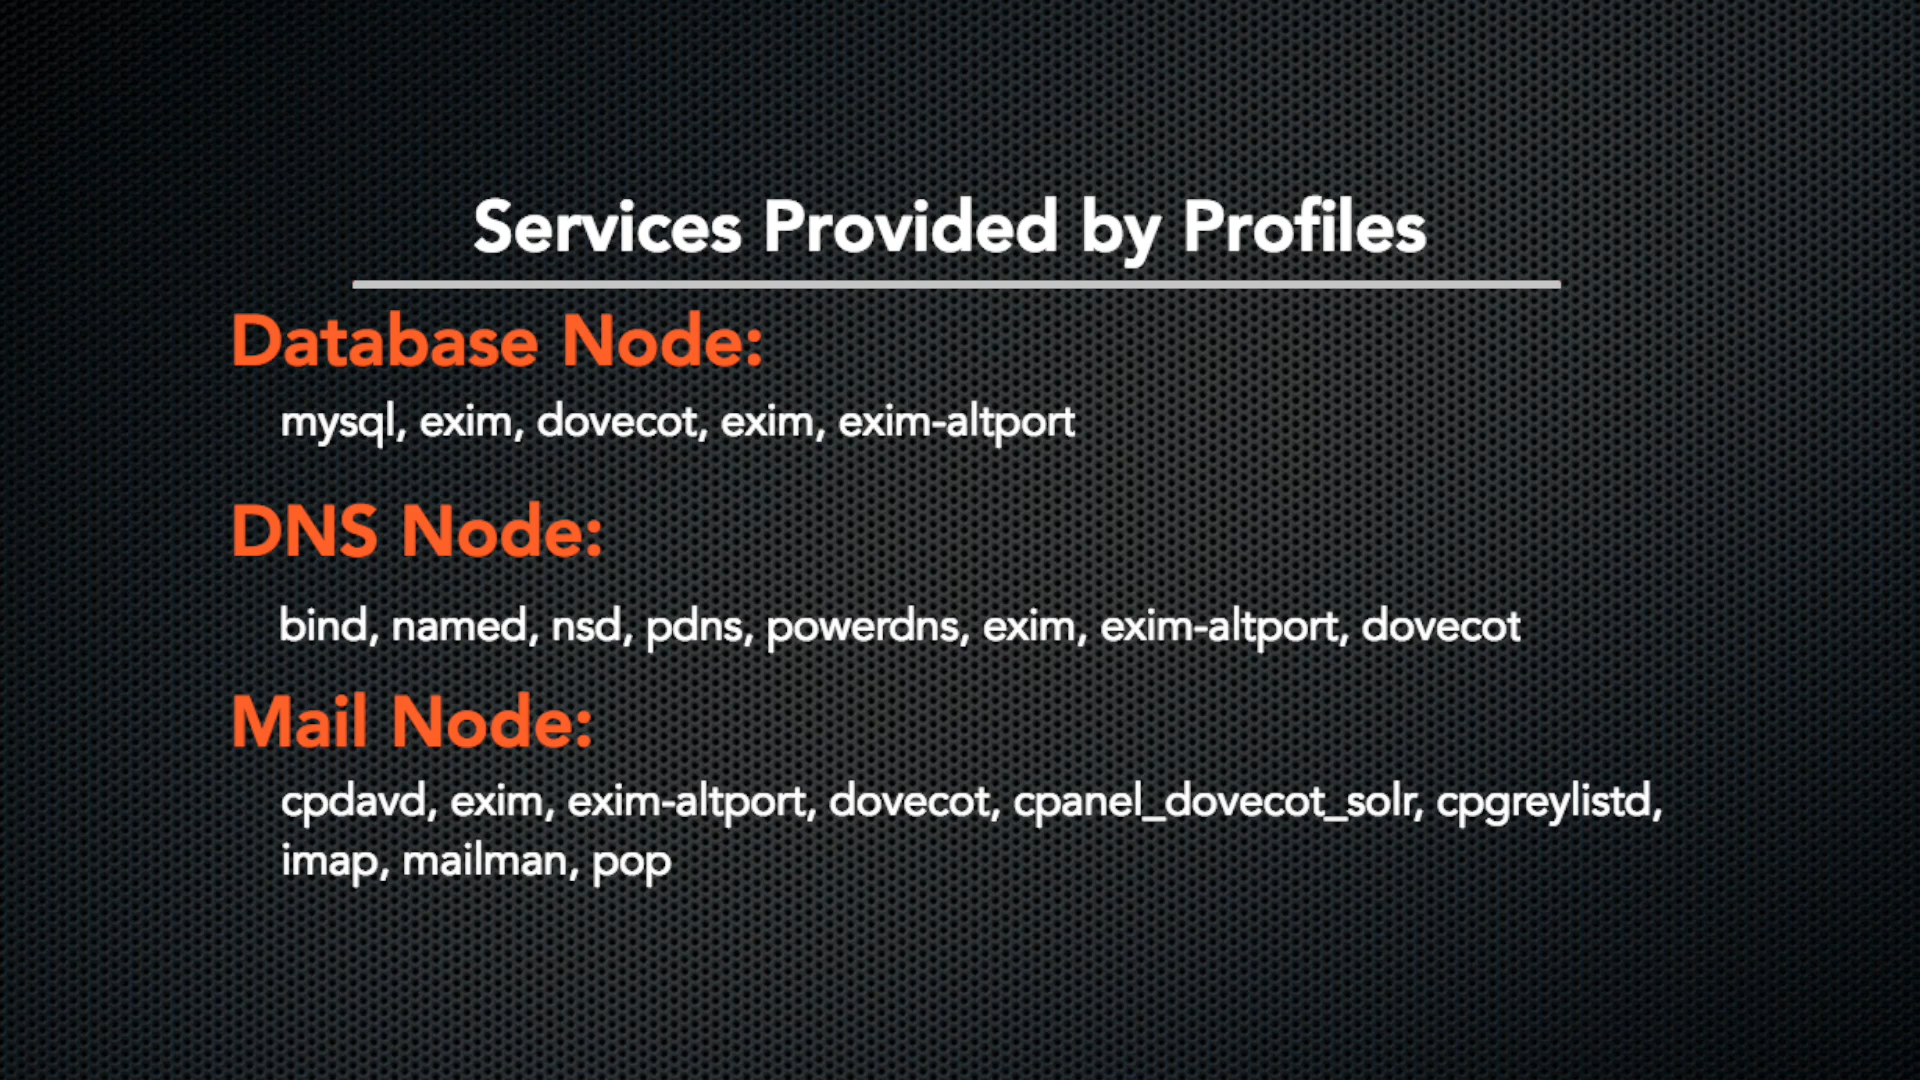 Services Provided by Profiles
Database Node:
mysql, exim, dovecot, exim, exim-altport
DNS Node:
bind, named, nsd, pdns, powerdns, exim, exim-altport, dovecot
Mail Node:
cpdavd, exim, exim-altport, dovecot, cpanel_dovecot_solr, cpgreylistd,
imap, mailman, pop